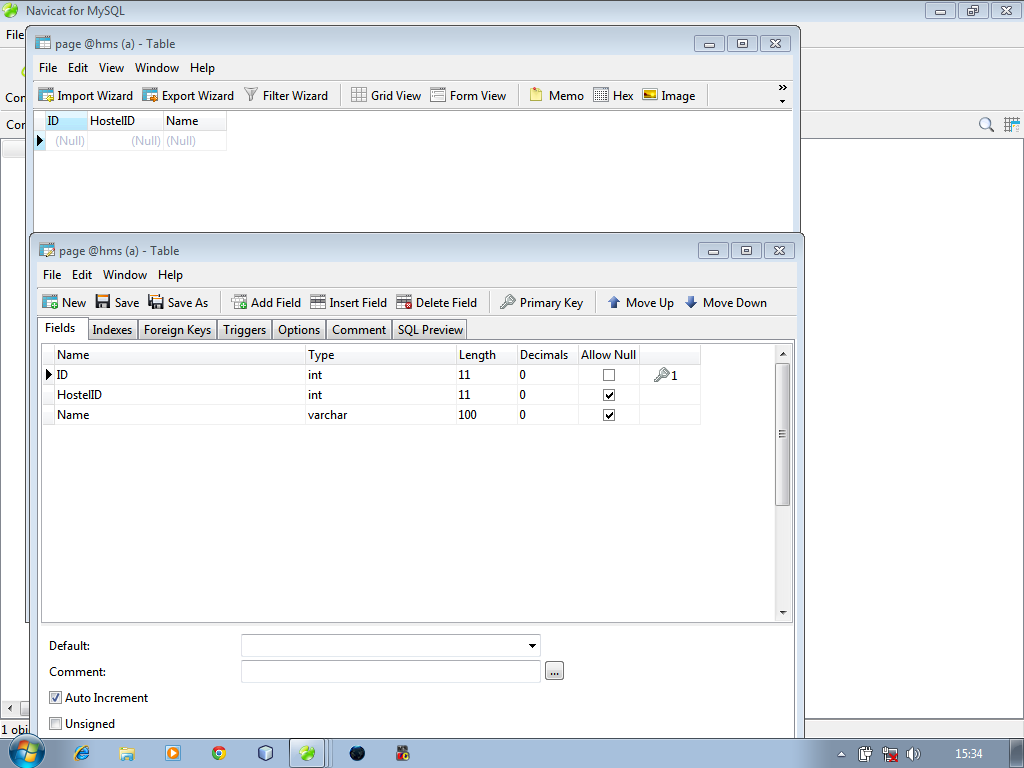 Navicat for MySQL
File
page @hms (a) - Table
File Edit View Window Help
Import Wizard Export Wizard Filter Wizard Grid View Form View Memo Hex Image
Con
Con
ID HostelID Name
(Null) (Null) (Null)
page @hms (a) - Table
File Edit Window Help
New Save Save As Add Field Insert Field Delete Field Primary Key Move Up Move Down
Fields Indexes Foreign Keys Triggers Options Comment SQL Preview
Name Type Length Decimals Allow Null
ID int 11 0 1
HostelID int 11 0
Name varchar 100 0
Default:
Comment: ...
Auto Increment
Unsigned
1 obj
15:34